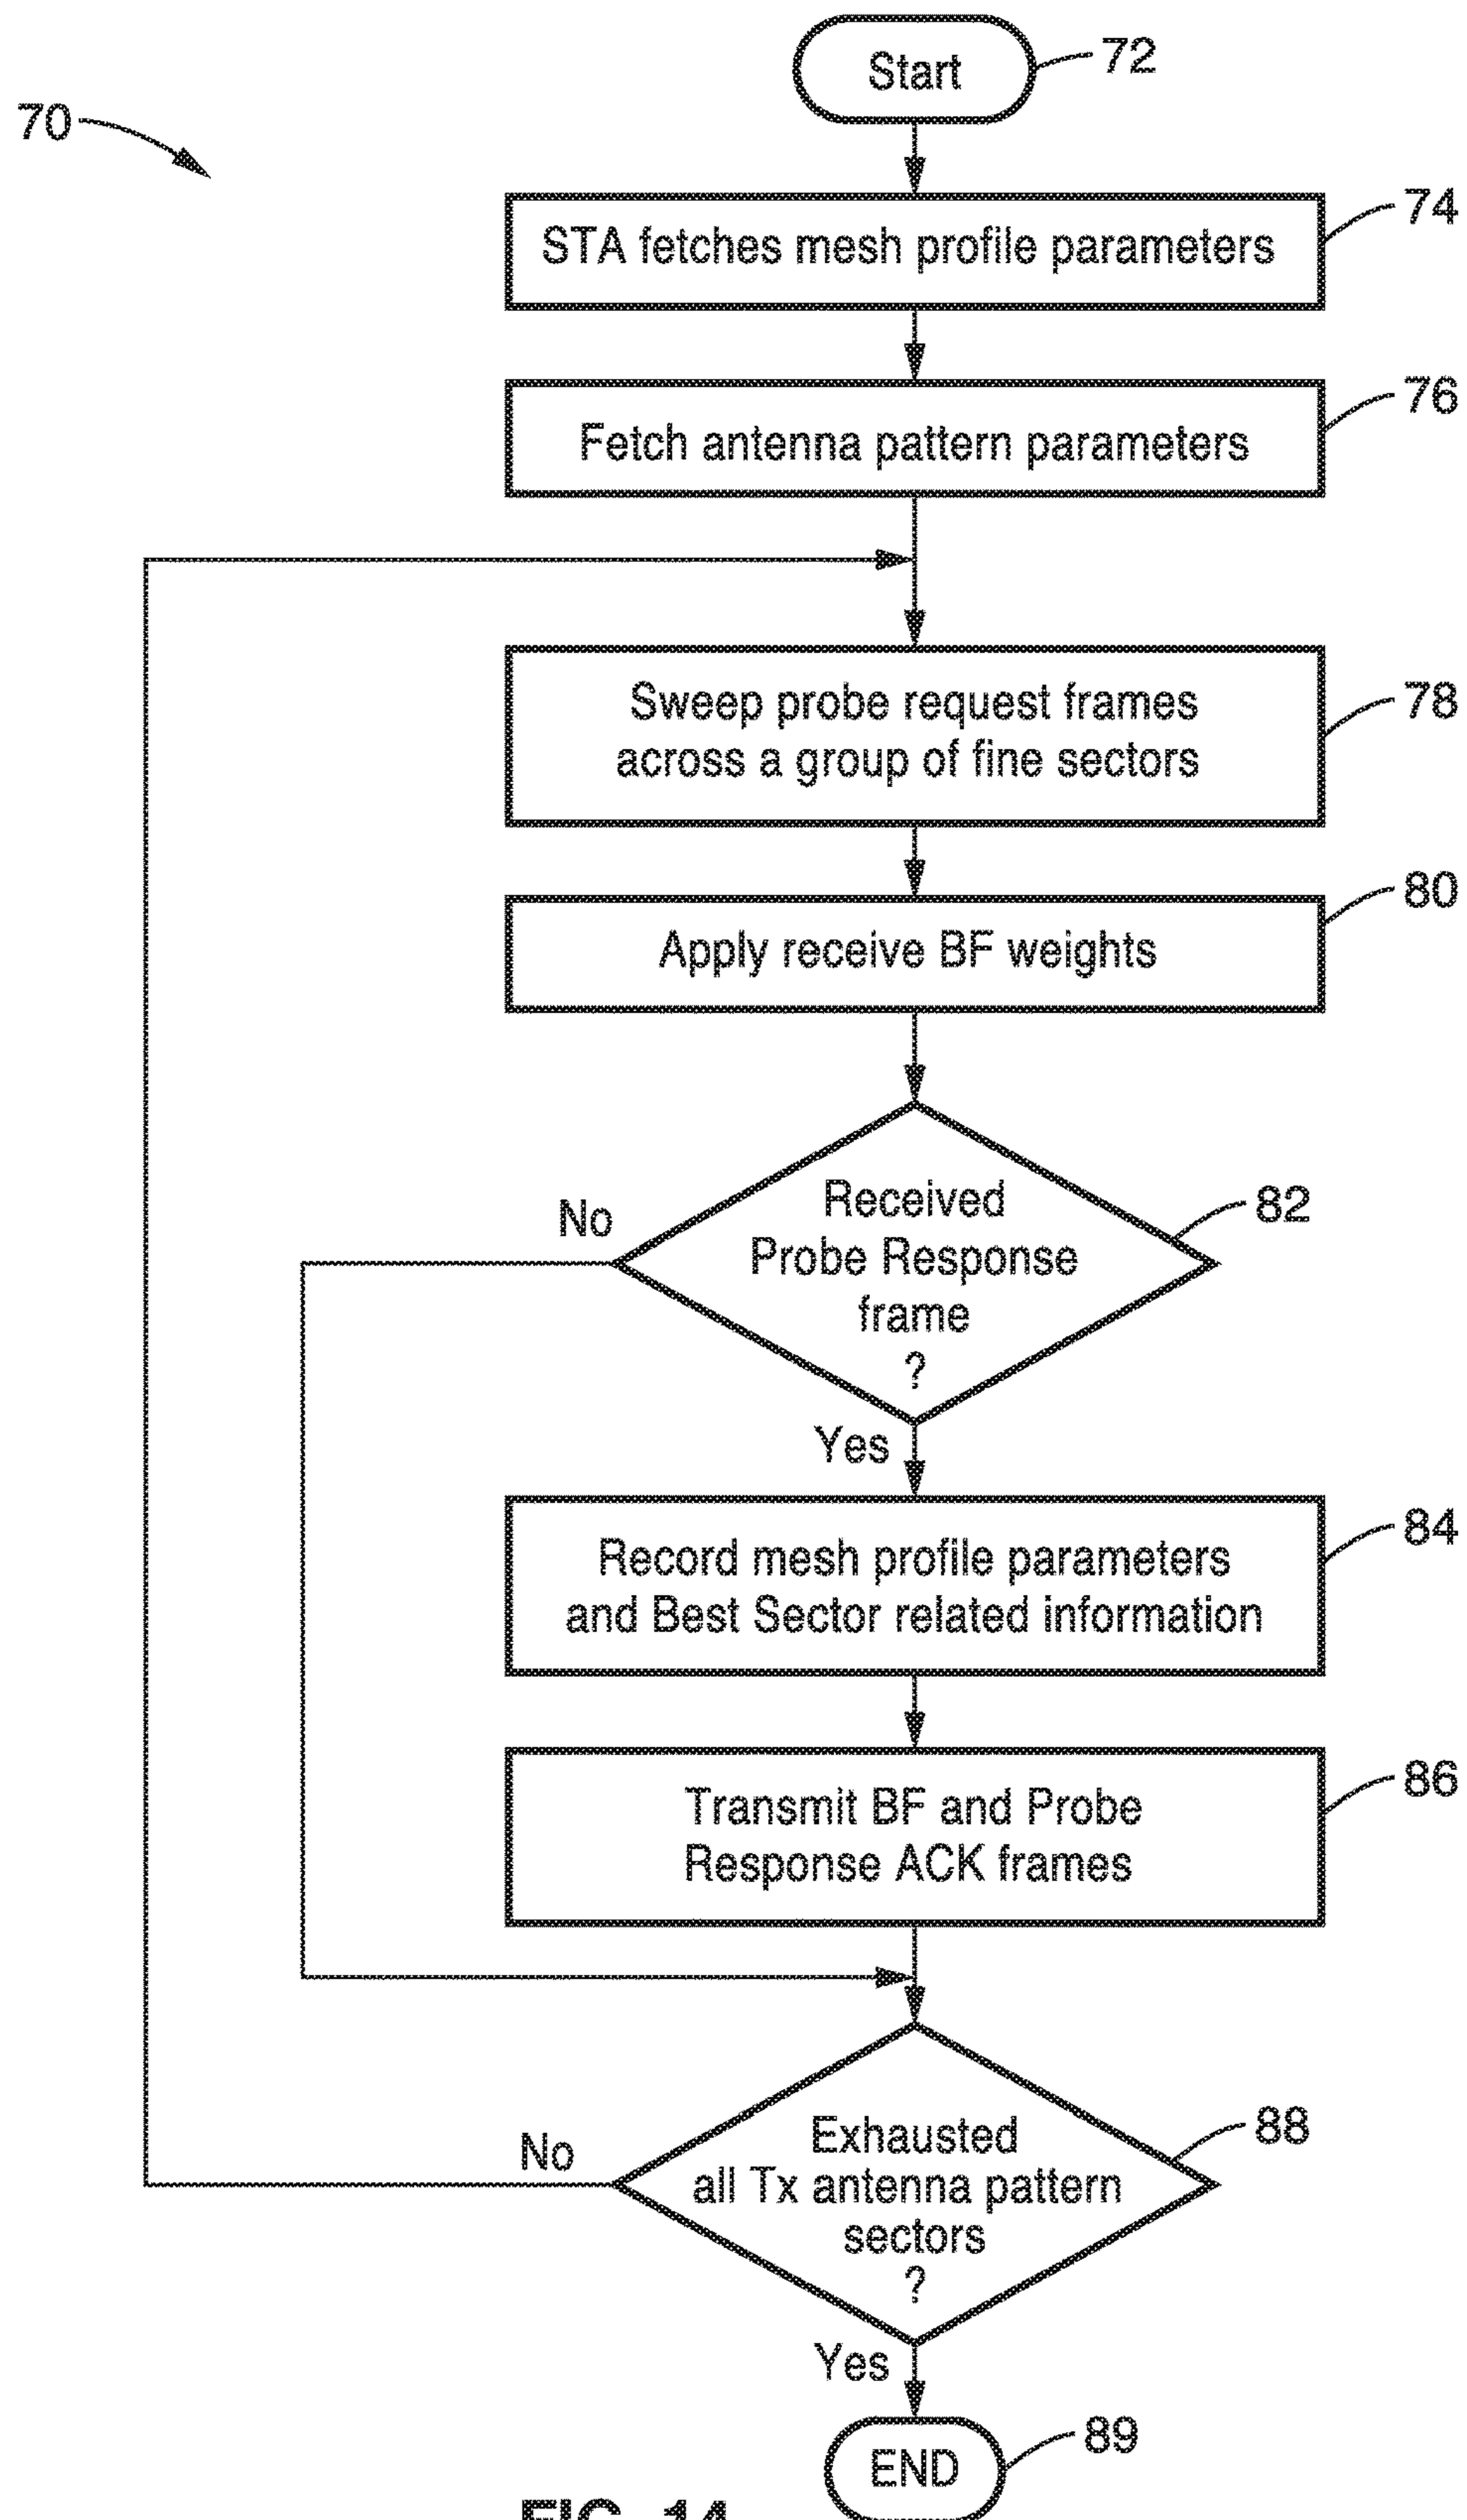 Start
72
70
STA fetches mesh profile parameters
74
Fetch antenna pattern parameters
76
Sweep probe request frames
across a group of fine sectors
78
Apply receive BF weights
80
Received
Probe Response
frame
?
82
No
Yes
Record mesh profile parameters
and Best Sector related information
84
Transmit BF and Probe
Response ACK frames
86
Exhausted
all Tx antenna pattern
sectors
?
88
No
Yes
END
89
FIG. 14